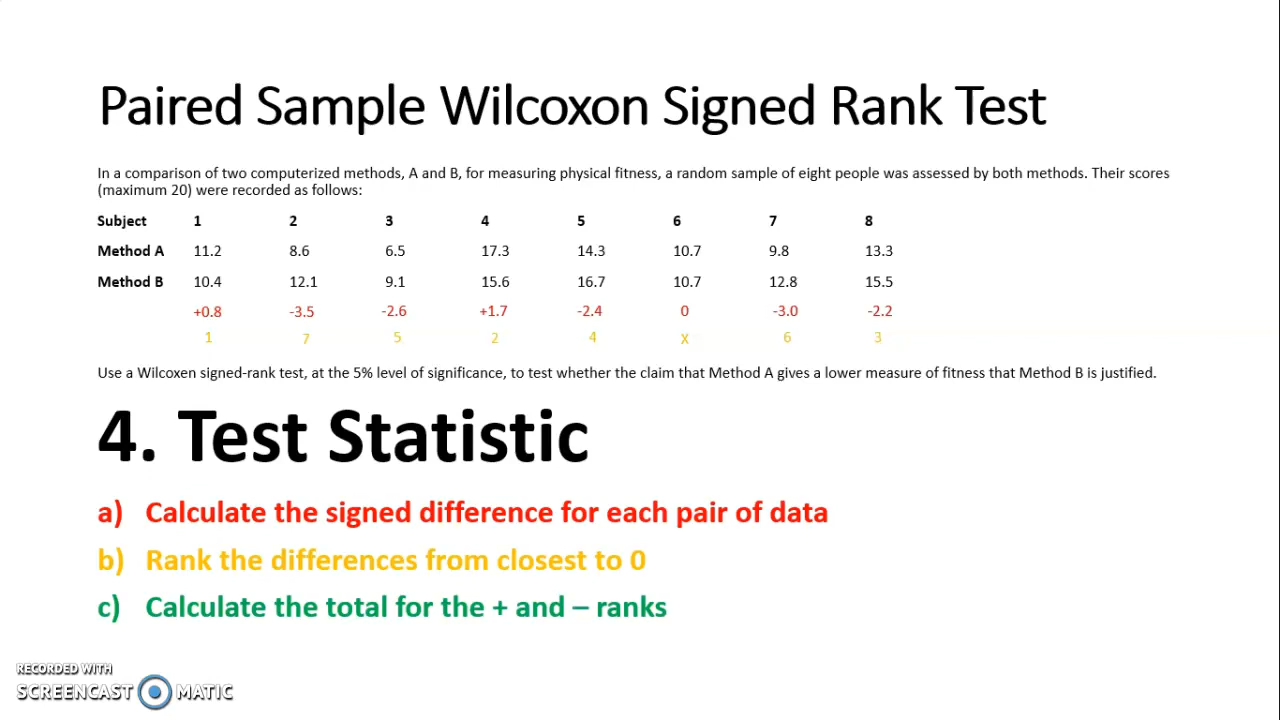 Paired Sample Wilcoxon Signed Rank Test
In a comparison of two computerized methods, A and B, for measuring physical fitness, a random sample of eight people was assessed by both methods. Their scores
(maximum 20) were recorded as follows:
Subject 1 2 3 4 5 6 7 8
Method A 11.2 8.6 6.5 17.3 14.3 10.7 9.8 13.3
Method B 10.4 12.1 9.1 15.6 16.7 10.7 12.8 15.5
+0.8 -3.5 -2.6 +1.7 -2.4 0 -3.0 -2.2
1 7 5 2 4 X 6 3
Use a Wilcoxen signed-rank test, at the 5% level of significance, to test whether the claim that Method A gives a lower measure of fitness that Method B is justified.
4. Test Statistic
a) Calculate the signed difference for each pair of data
b) Rank the differences from closest to 0
c) Calculate the total for the + and – ranks
RECORDED WITH
SCREENCAST MATIC